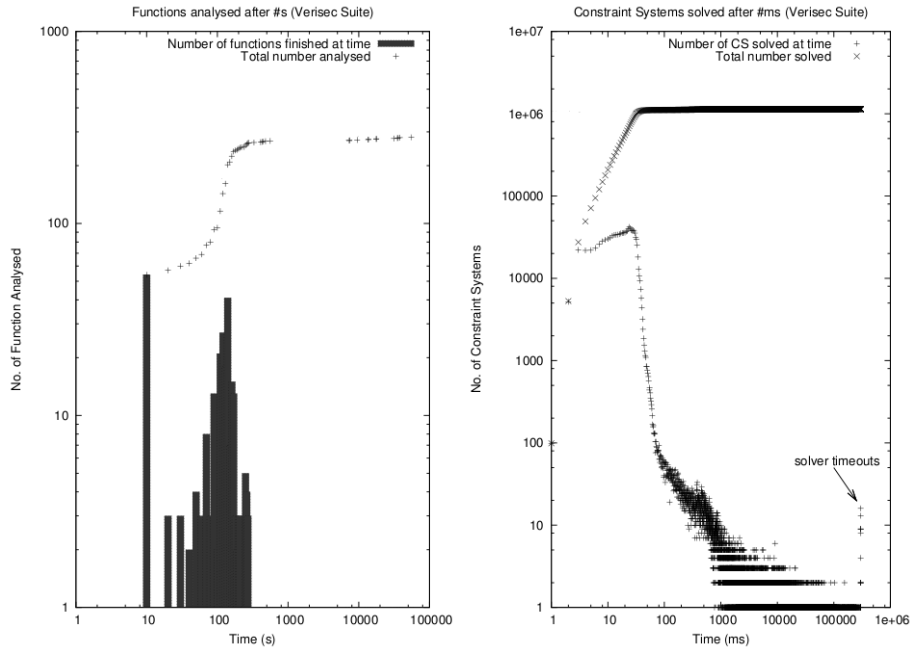 Functions analysed after #s (Verisec Suite)
1000
100
10
1
No. of Function Analysed
Number of functions finished at time
Total number analysed
1
10
100
1000
10000
100000
Time (s)
Constraint Systems solved after #ms (Verisec Suite)
1e+07
1e+06
100000
10000
1000
100
10
1
No. of Constraint Systems
Number of CS solved at time
Total number solved
solver timeouts
1
10
100
1000
10000
100000
1e+06
Time (ms)